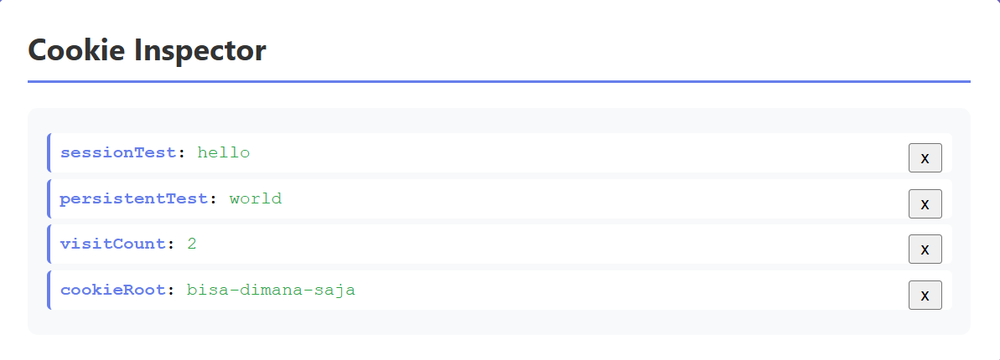 Cookie Inspector
sessionTest: hello x
persistentTest: world x
visitCount: 2 x
cookieRoot: bisa-dimana-saja x